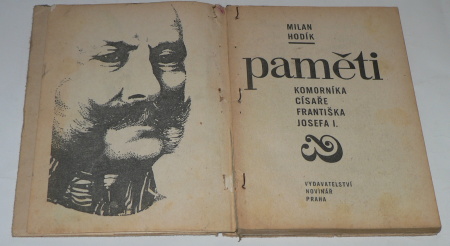 MILAN
HODÍK
paměti
KOMORNÍKA
CÍSAŘE
FRANTIŠKA
JOSEFA I.
VYDAVATELSTVÍ
NOVINÁŘ
PRAHA